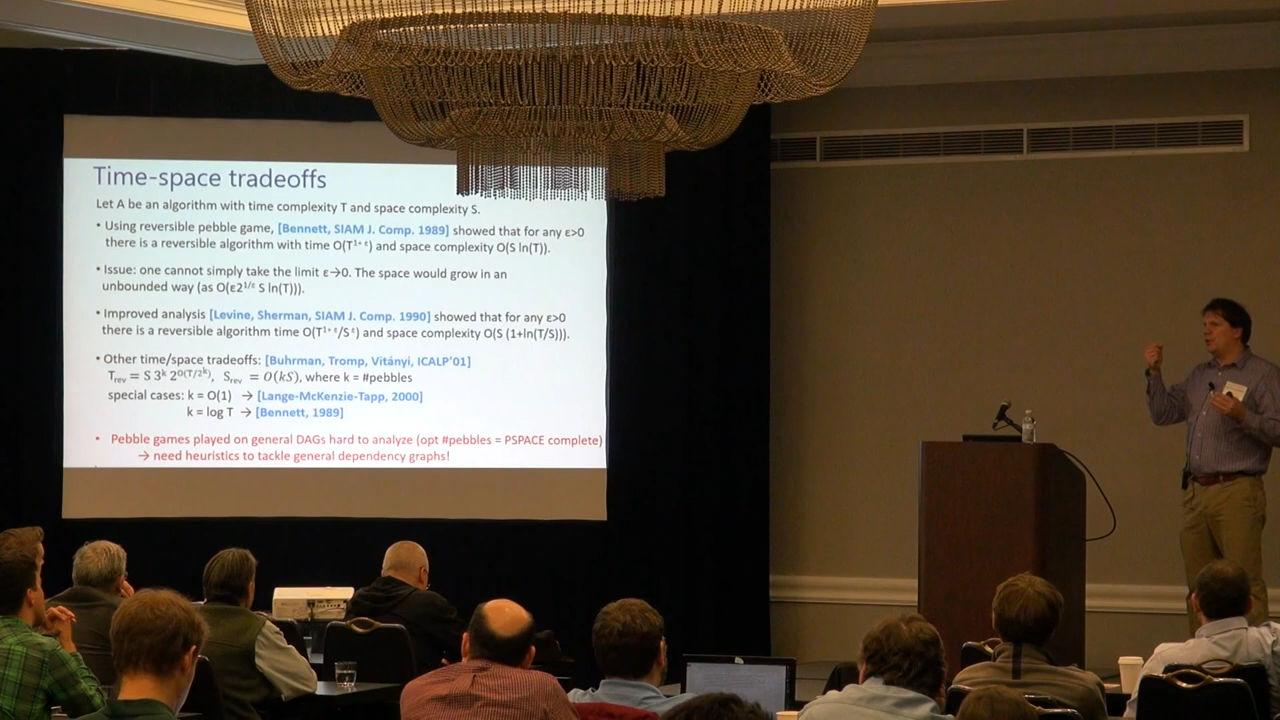 Time-space tradeoffs
Let A be an algorithm with time complexity T and space complexity S.
• Using reversible pebble game, [Bennett, SIAM J. Comp. 1989] showed that for any ε>0
there is a reversible algorithm with time O(T¹⁺ ᵋ) and space complexity O(S ln(T)).
• Issue: one cannot simply take the limit ε→0. The space would grow in an
unbounded way (as O(ε2¹/ᵋ S ln(T))).
• Improved analysis [Levine, Sherman, SIAM J. Comp. 1990] showed that for any ε>0
there is a reversible algorithm time O(T¹⁺ ᵋ/S ᵋ) and space complexity O(S (1+ln(T/S))).
• Other time/space tradeoffs: [Buhrman, Tromp, Vitányi, ICALP'01]
T_rev = S 3^k 2^O(T/2^k), S_rev = O(kS), where k = #pebbles
special cases: k = O(1) → [Lange-McKenzie-Tapp, 2000]
k = log T → [Bennett, 1989]
• Pebble games played on general DAGs hard to analyze (opt #pebbles = PSPACE complete)
→ need heuristics to tackle general dependency graphs!